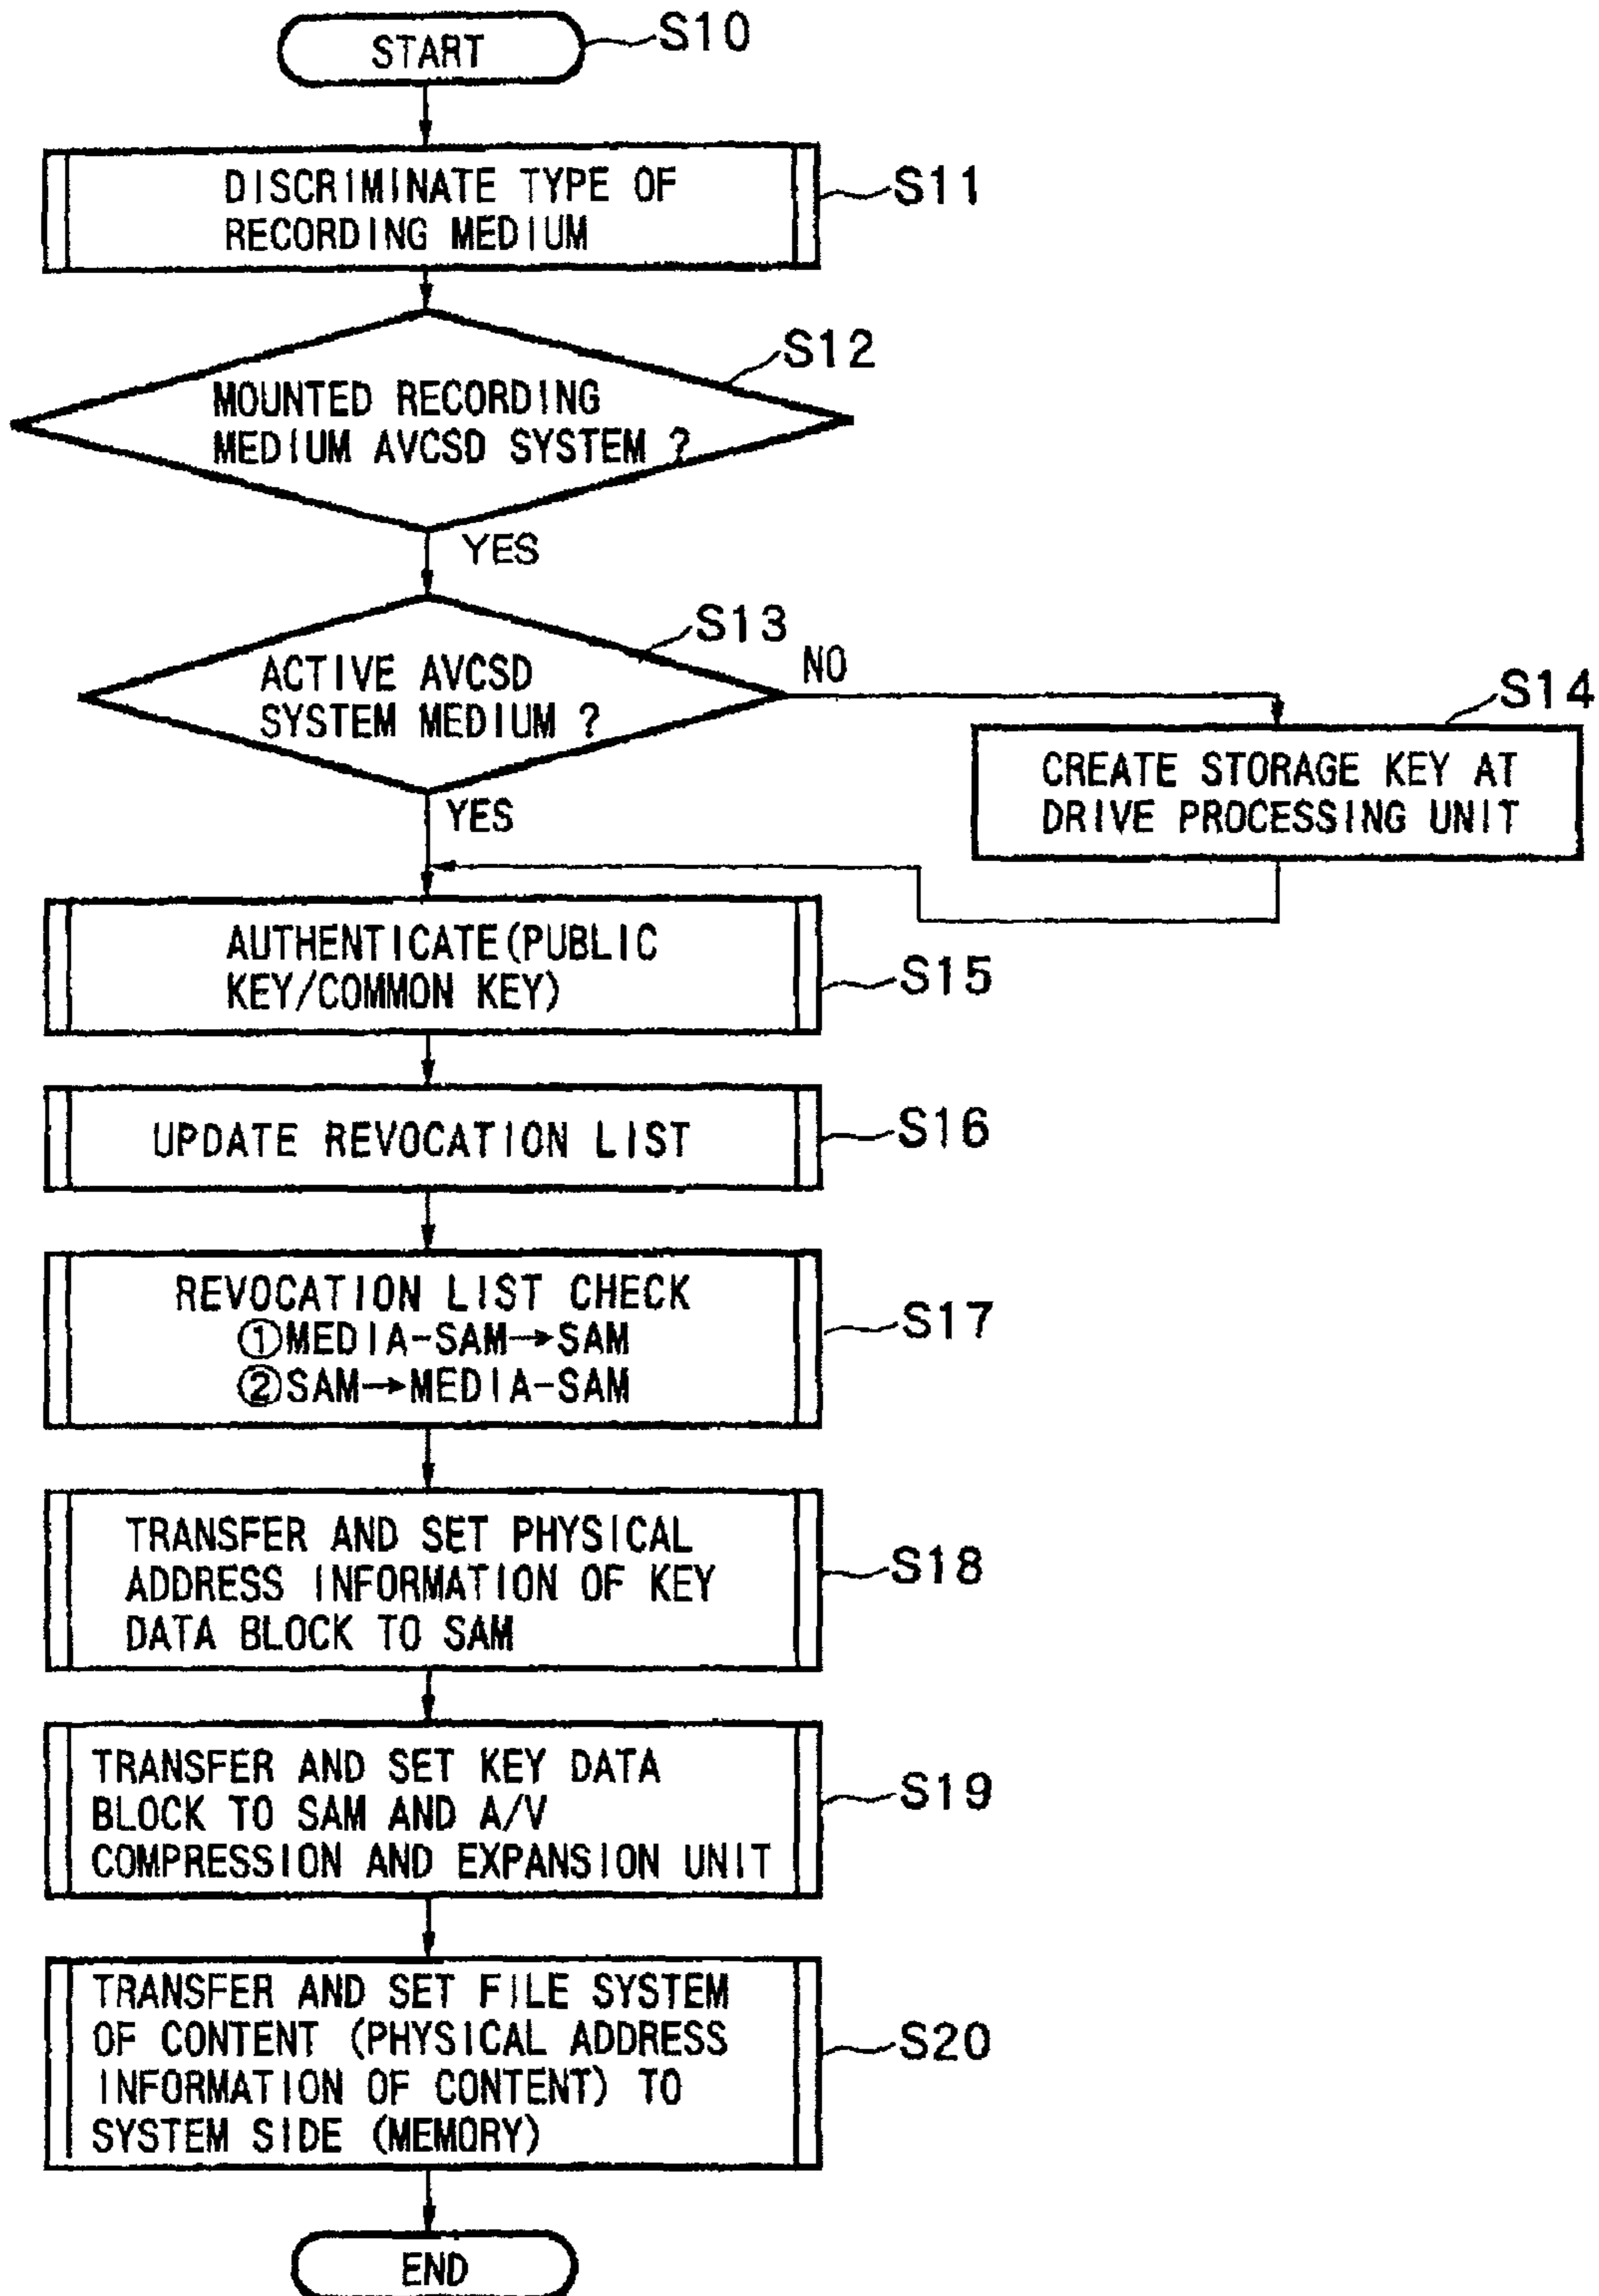 START
S10
DISCRIMINATE TYPE OF
RECORDING MEDIUM
S11
S12
MOUNTED RECORDING
MEDIUM AVCSD SYSTEM ?
YES
S13
ACTIVE AVCSD
SYSTEM MEDIUM ?
NO
S14
CREATE STORAGE KEY AT
DRIVE PROCESSING UNIT
YES
AUTHENTICATE(PUBLIC
KEY/COMMON KEY)
S15
UPDATE REVOCATION LIST
S16
REVOCATION LIST CHECK
①MEDIA-SAM→SAM
②SAM→MEDIA-SAM
S17
TRANSFER AND SET PHYSICAL
ADDRESS INFORMATION OF KEY
DATA BLOCK TO SAM
S18
TRANSFER AND SET KEY DATA
BLOCK TO SAM AND A/V
COMPRESSION AND EXPANSION UNIT
S19
TRANSFER AND SET FILE SYSTEM
OF CONTENT (PHYSICAL ADDRESS
INFORMATION OF CONTENT) TO
SYSTEM SIDE (MEMORY)
S20
END